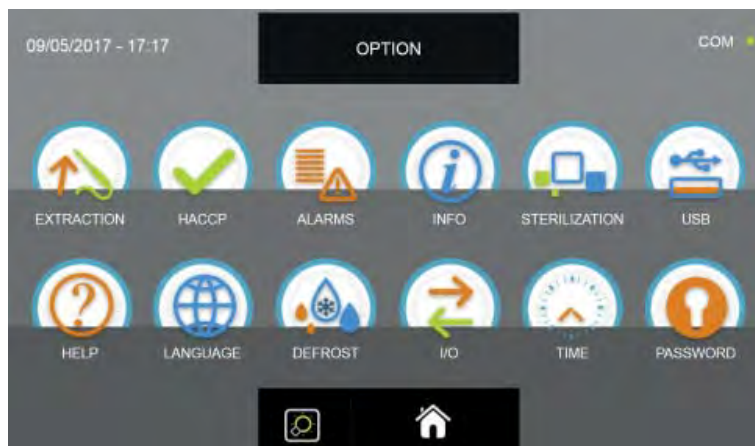 09/05/2017 - 17:17 OPTION COM
EXTRACTION HACCP ALARMS INFO STERILIZATION USB
HELP LANGUAGE DEFROST I/O TIME PASSWORD